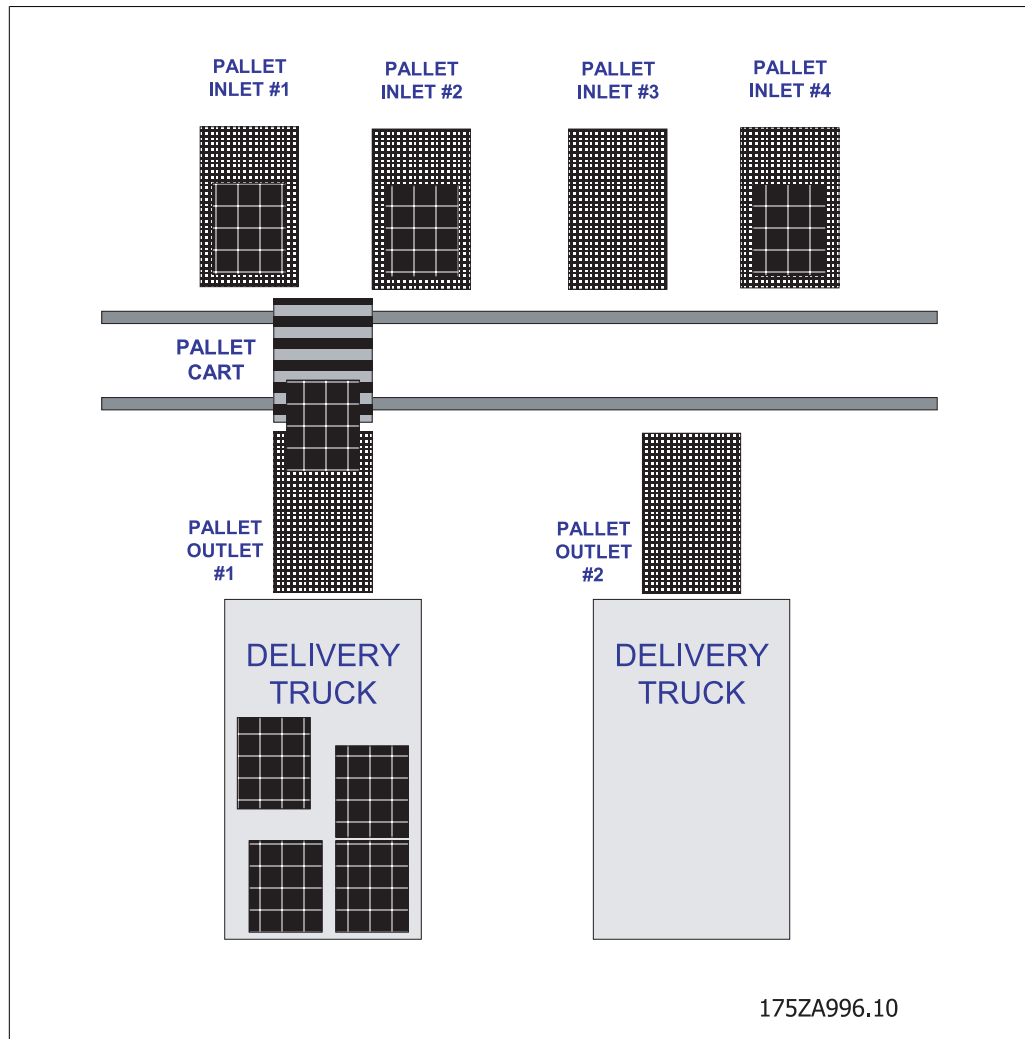 PALLET
INLET #1
PALLET
INLET #2
PALLET
INLET #3
PALLET
INLET #4
PALLET
CART
PALLET
OUTLET
#1
PALLET
OUTLET
#2
DELIVERY
TRUCK
DELIVERY
TRUCK
175ZA996.10